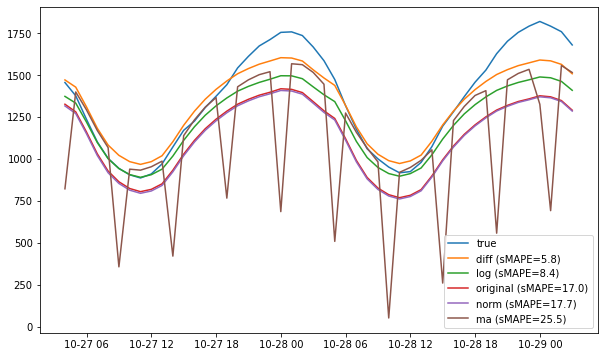 1750
1500
1250
1000
750
500
250
0
true
diff (sMAPE=5.8)
log (sMAPE=8.4)
original (sMAPE=17.0)
norm (sMAPE=17.7)
ma (sMAPE=25.5)
10-27 06 10-27 12 10-27 18 10-28 00 10-28 06 10-28 12 10-28 18 10-29 00